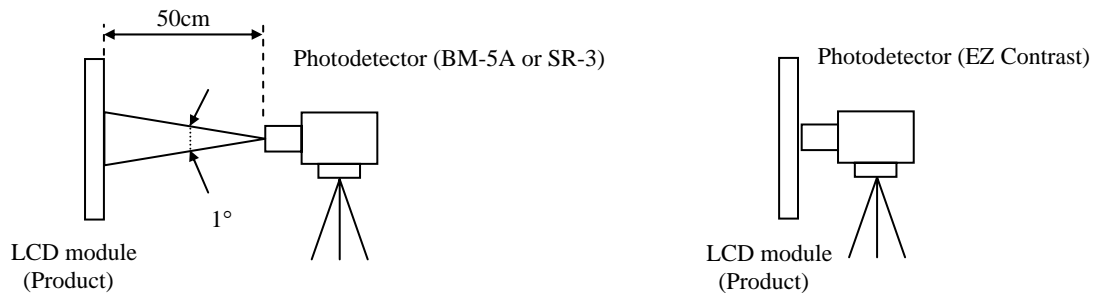 50cm
Photodetector (BM-5A or SR-3)
1°
LCD module
(Product)
Photodetector (EZ Contrast)
LCD module
(Product)